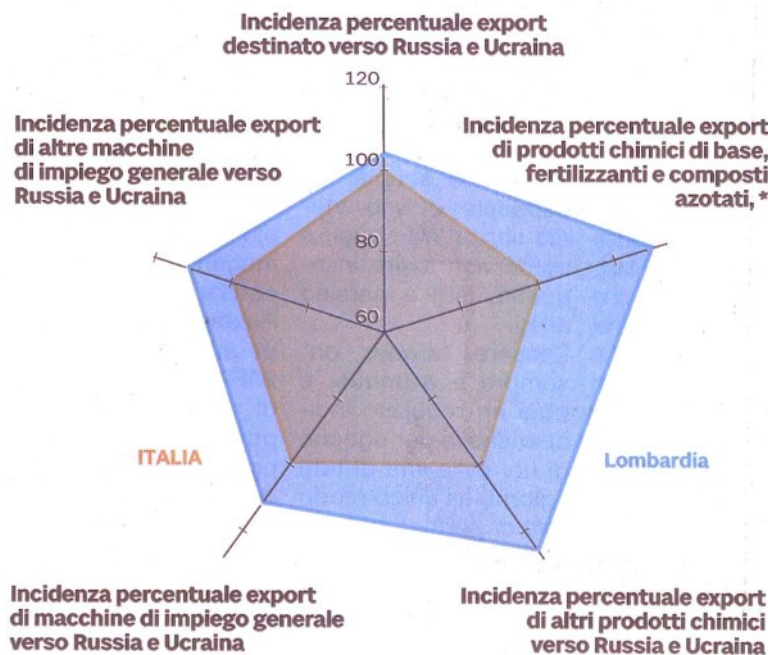 Incidenza percentuale export
destinato verso Russia e Ucraina
120
Incidenza percentuale export
di altre macchine
di impiego generale verso
Russia e Ucraina
Incidenza percentuale export
di prodotti chimici di base,
fertilizzanti e composti
azotati, *
100
80
60
ITALIA
Lombardia
Incidenza percentuale export
di macchine di impiego generale
verso Russia e Ucraina
Incidenza percentuale export
di altri prodotti chimici
verso Russia e Ucraina